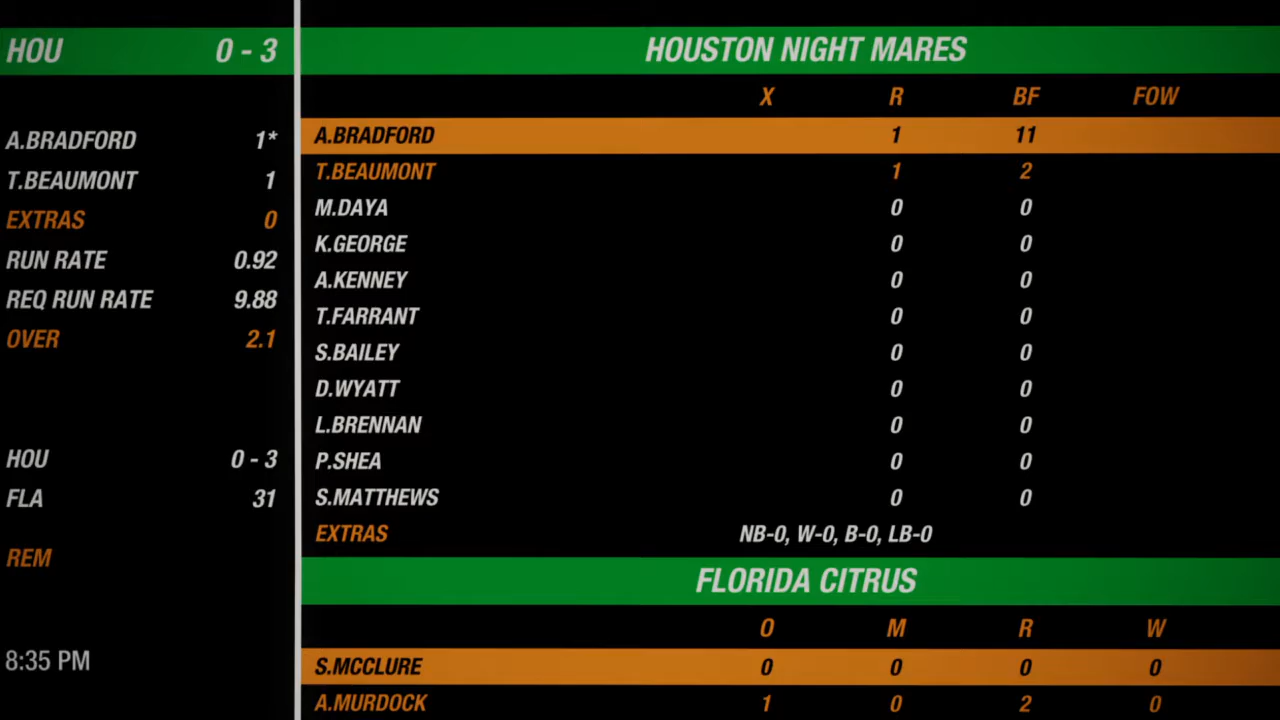 HOU 0 - 3
A.BRADFORD 1*
T.BEAUMONT 1
EXTRAS 0
RUN RATE 0.92
REQ RUN RATE 9.88
OVER 2.1
HOU 0 - 3
FLA 31
REM
8:35 PM
HOUSTON NIGHT MARES
X R BF FOW
A.BRADFORD 1 11
T.BEAUMONT 1 2
M.DAYA 0 0
K.GEORGE 0 0
A.KENNEY 0 0
T.FARRANT 0 0
S.BAILEY 0 0
D.WYATT 0 0
L.BRENNAN 0 0
P.SHEA 0 0
S.MATTHEWS 0 0
EXTRAS NB-0, W-0, B-0, LB-0
FLORIDA CITRUS
O M R W
S.MCCLURE 0 0 0 0
A.MURDOCK 1 0 2 0